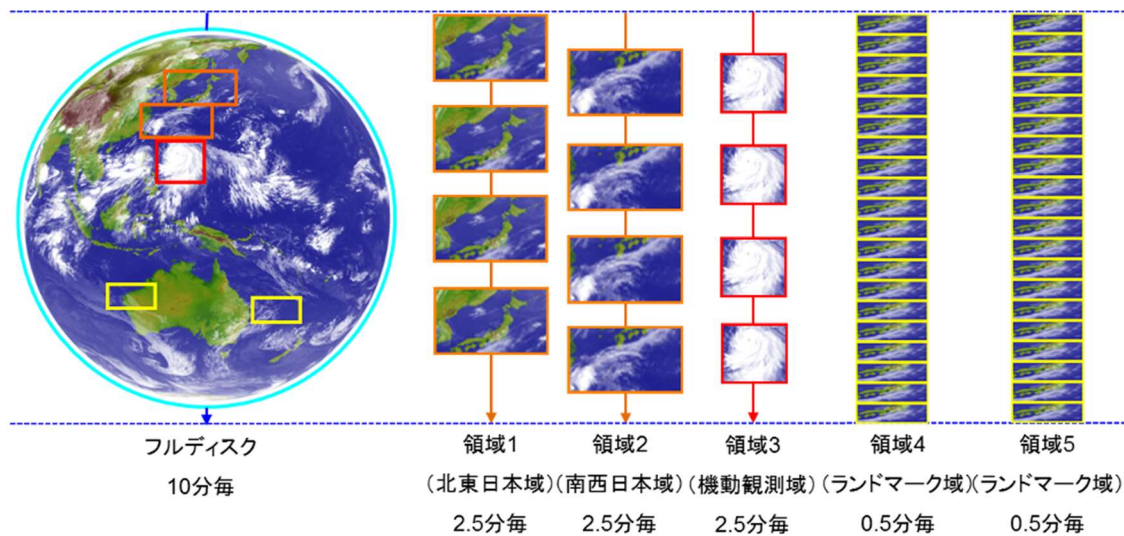 フルディスク
10分毎
領域1
(北東日本域)
2.5分毎
領域2
(南西日本域)
2.5分毎
領域3
(機動観測域)
2.5分毎
領域4
(ランドマーク域)
0.5分毎
領域5
(ランドマーク域)
0.5分毎